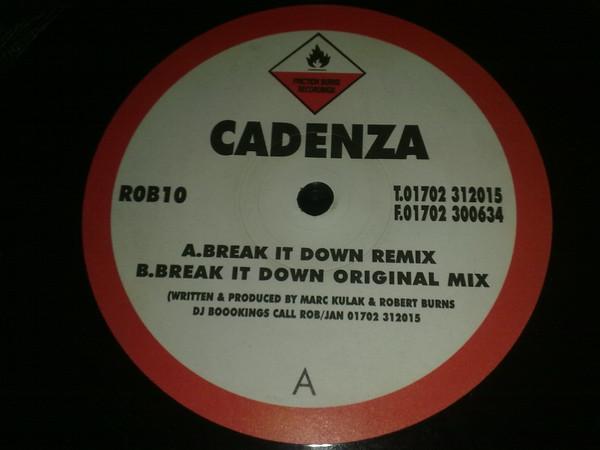 FRICTION BURNS
RECORDINGS
CADENZA
ROB10
T.01702 312015
F.01702 300634
A.BREAK IT DOWN REMIX
B.BREAK IT DOWN ORIGINAL MIX
(WRITTEN & PRODUCED BY MARC KULAK & ROBERT BURNS
DJ BOOOKINGS CALL ROB/JAN 01702 312015
A